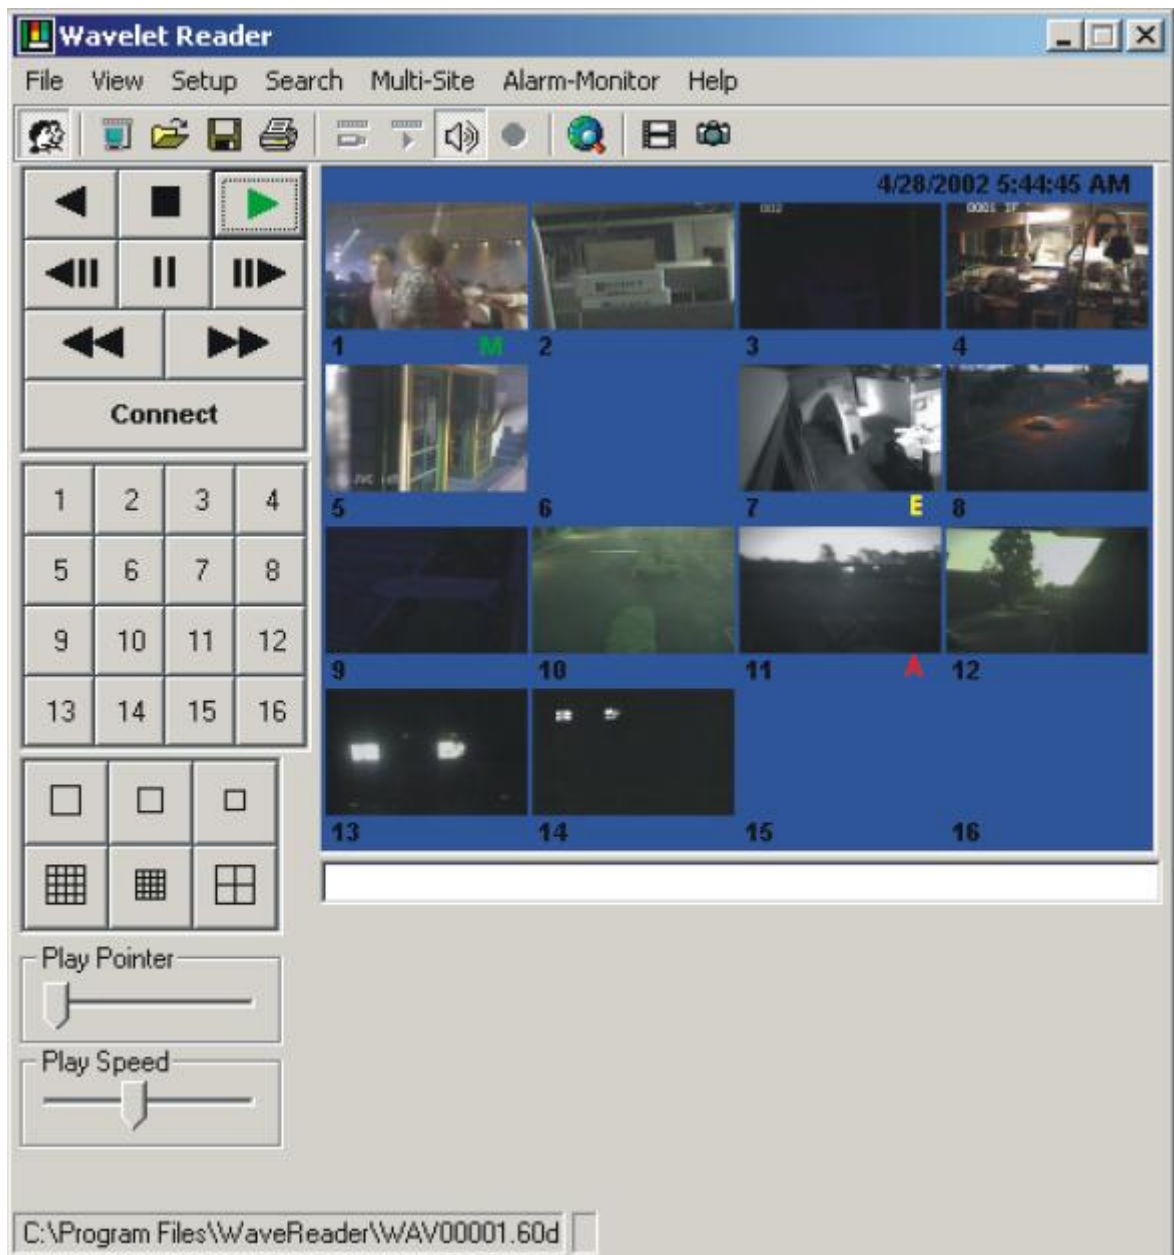 Wavelet Reader
File View Setup Search Multi-Site Alarm-Monitor Help
4/28/2002 5:44:45 AM
002
0001 IF
1 M 2 3 4
5 6 7 E 8
9 10 11 A 12
13 14 15 16
Connect
1 2 3 4
5 6 7 8
9 10 11 12
13 14 15 16
Play Pointer
Play Speed
C:\Program Files\WaveReader\WAV00001.60d